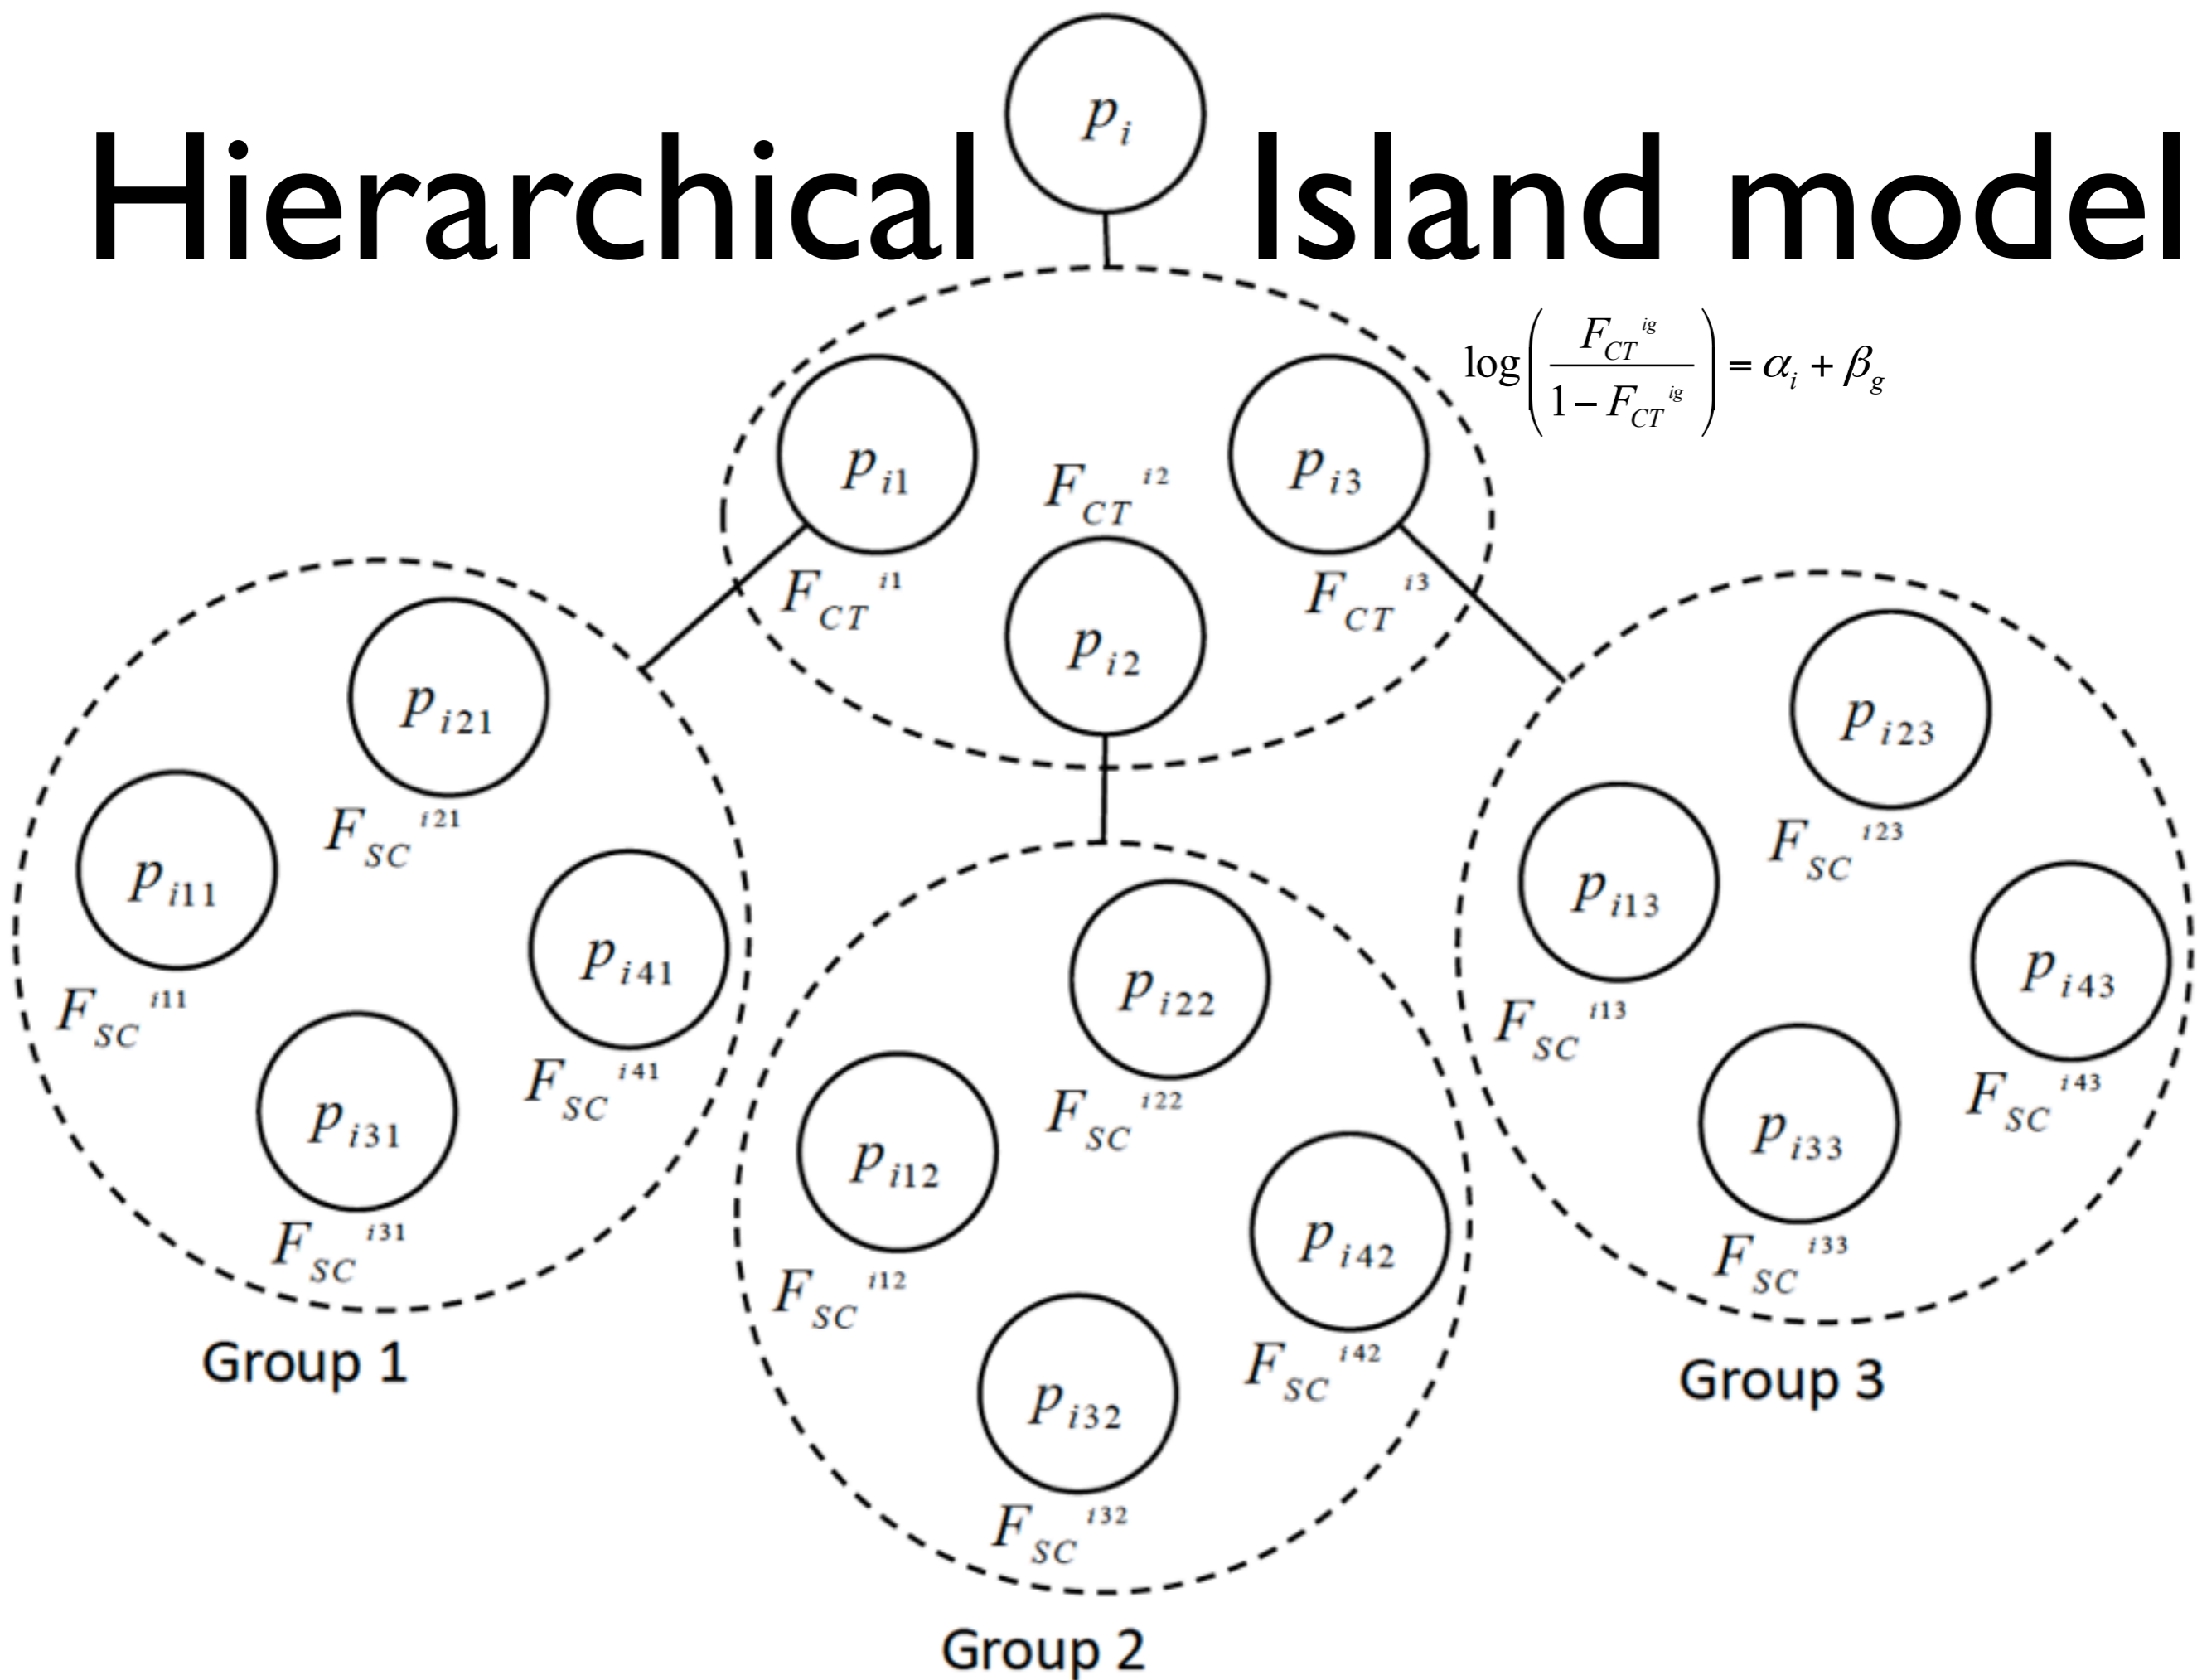 Hierarchical Island model
p_i
log(F_CT^ig / (1 − F_CT^ig)) = α_i + β_g
p_i1
F_CT^i1
F_CT^i2
p_i2
p_i3
F_CT^i3
p_i21
F_SC^i21
p_i11
F_SC^i11
p_i41
F_SC^i41
p_i31
F_SC^i31
Group 1
p_i22
F_SC^i22
p_i12
F_SC^i12
p_i42
F_SC^i42
p_i32
F_SC^i32
Group 2
p_i23
F_SC^i23
p_i13
F_SC^i13
p_i43
F_SC^i43
p_i33
F_SC^i33
Group 3